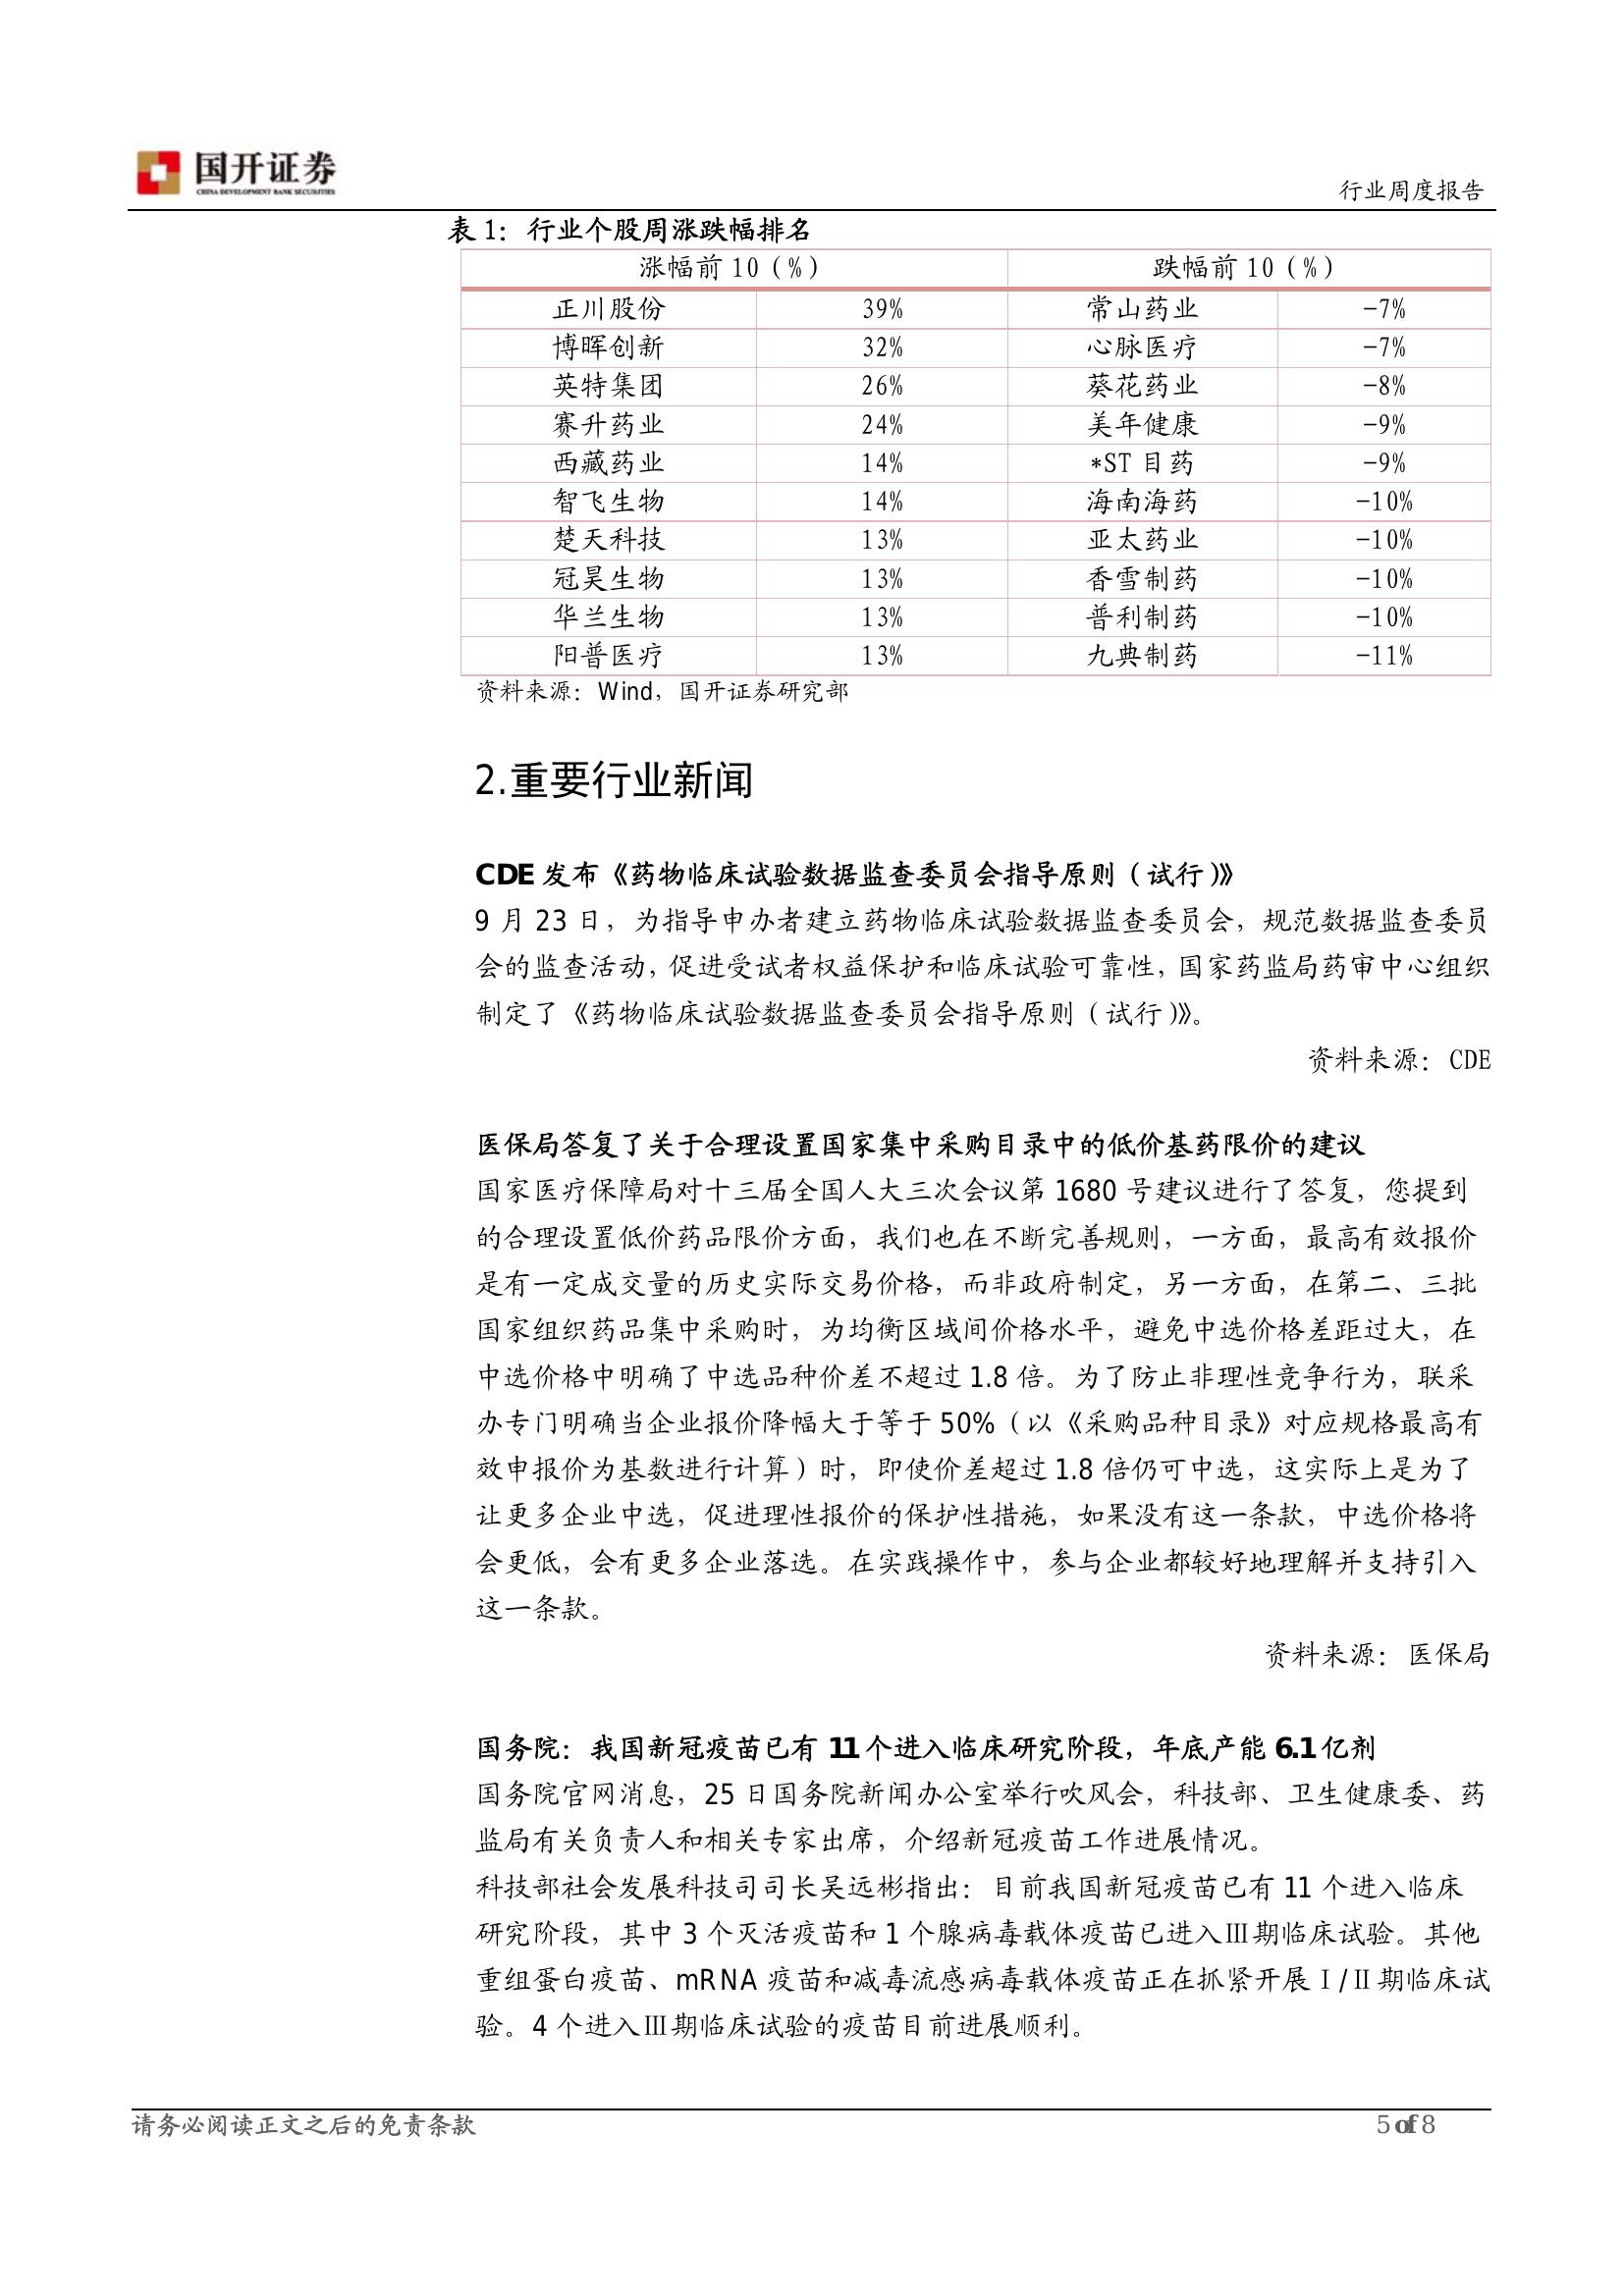 国开证券
CHINA DEVELOPMENT BANK SECURITIES
行业周度报告
表 1：行业个股周涨跌幅排名
涨幅前 10（%） 跌幅前 10（%）
正川股份 39% 常山药业 -7%
博晖创新 32% 心脉医疗 -7%
英特集团 26% 葵花药业 -8%
赛升药业 24% 美年健康 -9%
西藏药业 14% *ST 目药 -9%
智飞生物 14% 海南海药 -10%
楚天科技 13% 亚太药业 -10%
冠昊生物 13% 香雪制药 -10%
华兰生物 13% 普利制药 -10%
阳普医疗 13% 九典制药 -11%
资料来源：Wind，国开证券研究部
2.重要行业新闻
CDE 发布《药物临床试验数据监查委员会指导原则（试行）》
9 月 23 日，为指导申办者建立药物临床试验数据监查委员会，规范数据监查委员
会的监查活动，促进受试者权益保护和临床试验可靠性，国家药监局药审中心组织
制定了《药物临床试验数据监查委员会指导原则（试行）》。
资料来源：CDE
医保局答复了关于合理设置国家集中采购目录中的低价基药限价的建议
国家医疗保障局对十三届全国人大三次会议第 1680 号建议进行了答复，您提到
的合理设置低价药品限价方面，我们也在不断完善规则，一方面，最高有效报价
是有一定成交量的历史实际交易价格，而非政府制定，另一方面，在第二、三批
国家组织药品集中采购时，为均衡区域间价格水平，避免中选价格差距过大，在
中选价格中明确了中选品种价差不超过 1.8 倍。为了防止非理性竞争行为，联采
办专门明确当企业报价降幅大于等于 50%（以《采购品种目录》对应规格最高有
效申报价为基数进行计算）时，即使价差超过 1.8 倍仍可中选，这实际上是为了
让更多企业中选，促进理性报价的保护性措施，如果没有这一条款，中选价格将
会更低，会有更多企业落选。在实践操作中，参与企业都较好地理解并支持引入
这一条款。
资料来源：医保局
国务院：我国新冠疫苗已有 11 个进入临床研究阶段，年底产能 6.1 亿剂
国务院官网消息，25 日国务院新闻办公室举行吹风会，科技部、卫生健康委、药
监局有关负责人和相关专家出席，介绍新冠疫苗工作进展情况。
科技部社会发展科技司司长吴远彬指出：目前我国新冠疫苗已有 11 个进入临床
研究阶段，其中 3 个灭活疫苗和 1 个腺病毒载体疫苗已进入Ⅲ期临床试验。其他
重组蛋白疫苗、mRNA 疫苗和减毒流感病毒载体疫苗正在抓紧开展Ⅰ/Ⅱ期临床试
验。4 个进入Ⅲ期临床试验的疫苗目前进展顺利。
请务必阅读正文之后的免责条款
5 of 8